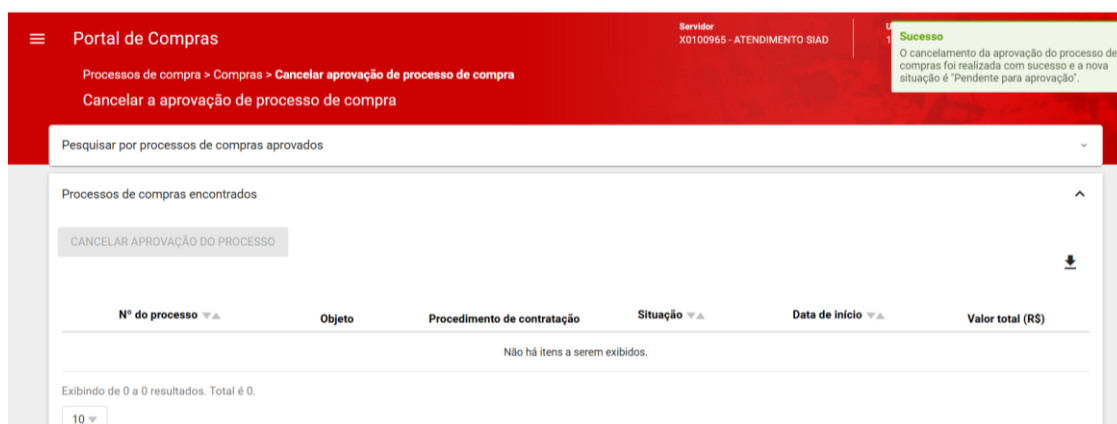 Portal de Compras
Servidor
X0100965 - ATENDIMENTO SIAD
Sucesso
O cancelamento da aprovação do processo de
compras foi realizada com sucesso e a nova
situação é "Pendente para aprovação".
Processos de compra > Compras > Cancelar aprovação de processo de compra
Cancelar a aprovação de processo de compra
Pesquisar por processos de compras aprovados
Processos de compras encontrados
CANCELAR APROVAÇÃO DO PROCESSO
Nº do processo Objeto Procedimento de contratação Situação Data de início Valor total (R$)
Não há itens a serem exibidos.
Exibindo de 0 a 0 resultados. Total é 0.
10